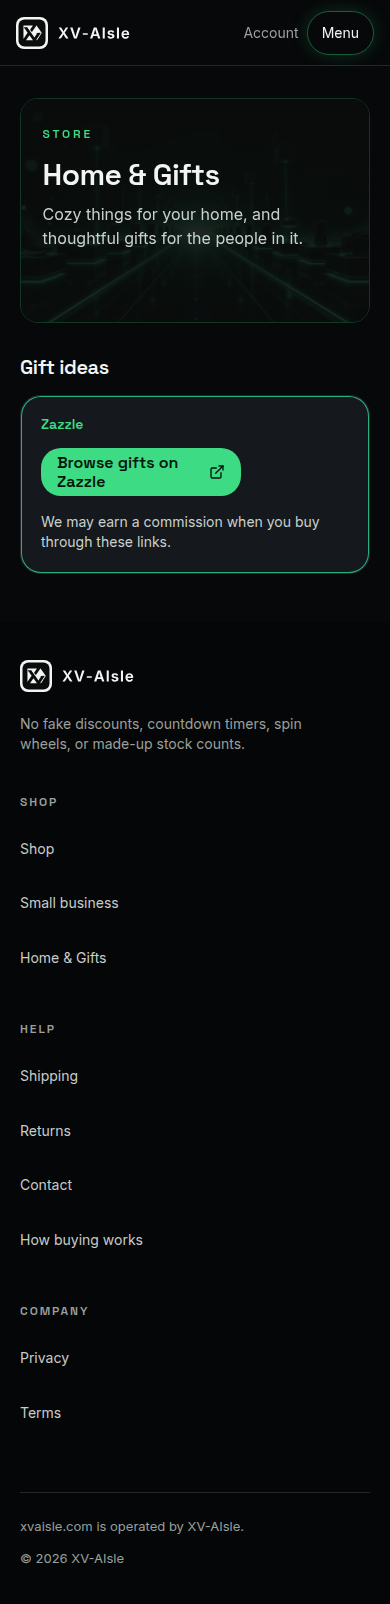 XV-AIsle
Account
Menu
STORE
Home & Gifts
Cozy things for your home, and
thoughtful gifts for the people in it.
Gift ideas
Zazzle
Browse gifts on
Zazzle
We may earn a commission when you buy
through these links.
XV-AIsle
No fake discounts, countdown timers, spin
wheels, or made-up stock counts.
SHOP
Shop
Small business
Home & Gifts
HELP
Shipping
Returns
Contact
How buying works
COMPANY
Privacy
Terms
xvaisle.com is operated by XV-AIsle.
© 2026 XV-AIsle